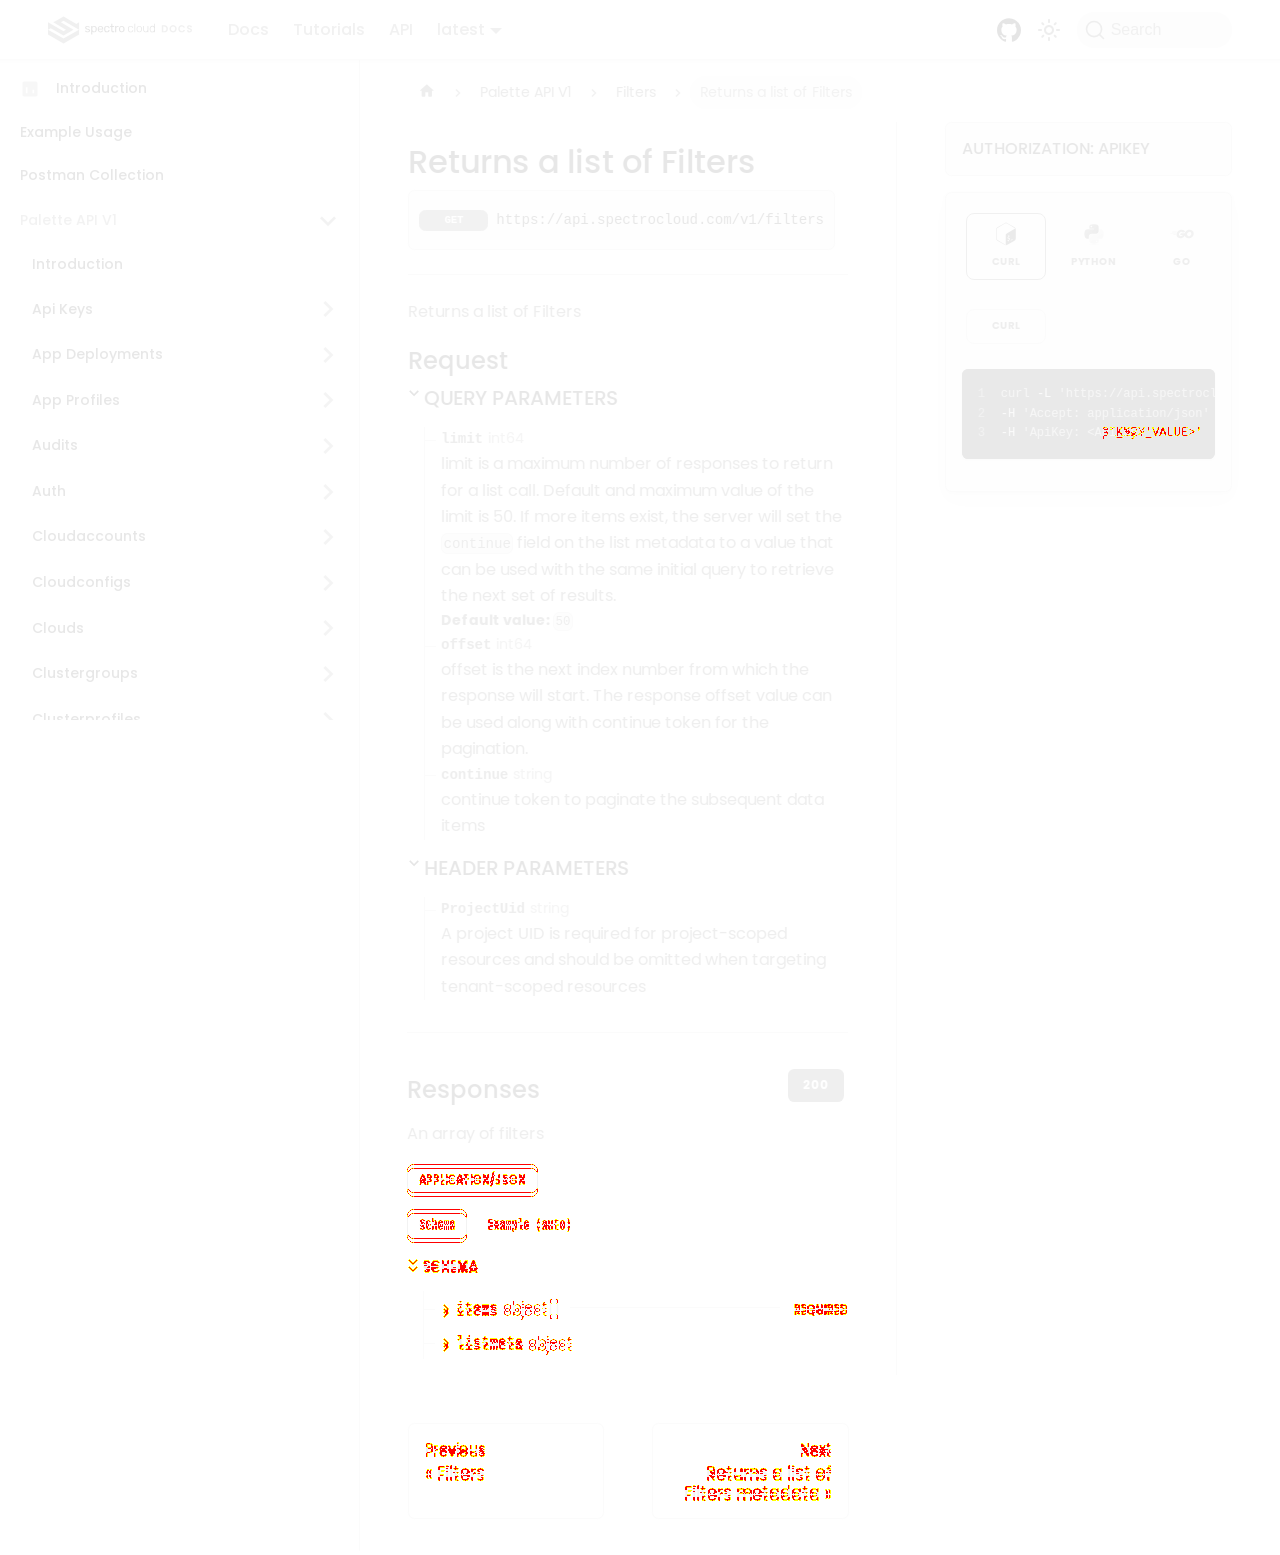 spectro cloud DOCS
Docs
Tutorials
API
latest
Search
Introduction
Example Usage
Postman Collection
Palette API V1
Introduction
Api Keys
App Deployments
App Profiles
Audits
Auth
Cloudaccounts
Cloudconfigs
Clouds
Clustergroups
Clusterprofiles
Palette API V1
Filters
Returns a list of Filters
Returns a list of Filters
GET https://api.spectrocloud.com/v1/filters
Returns a list of Filters
Request
QUERY PARAMETERS
limit int64
limit is a maximum number of responses to return
for a list call. Default and maximum value of the
limit is 50. If more items exist, the server will set the
continue field on the list metadata to a value that
can be used with the same initial query to retrieve
the next set of results.
Default value: 50
offset int64
offset is the next index number from which the
response will start. The response offset value can
be used along with continue token for the
pagination.
continue string
continue token to paginate the subsequent data
items
HEADER PARAMETERS
ProjectUid string
A project UID is required for project-scoped
resources and should be omitted when targeting
tenant-scoped resources
Responses
200
An array of filters
APPLICATION/JSON
Schema
Example (auto)
SCHEMA
items object[]
REQUIRED
listmeta object
Previous
« Filters
Next
Returns a list of
Filters metadata »
AUTHORIZATION: APIKEY
CURL
PYTHON
GO
GO
CURL
1 curl -L 'https://api.spectrocl
2 -H 'Accept: application/json'
3 -H 'ApiKey: